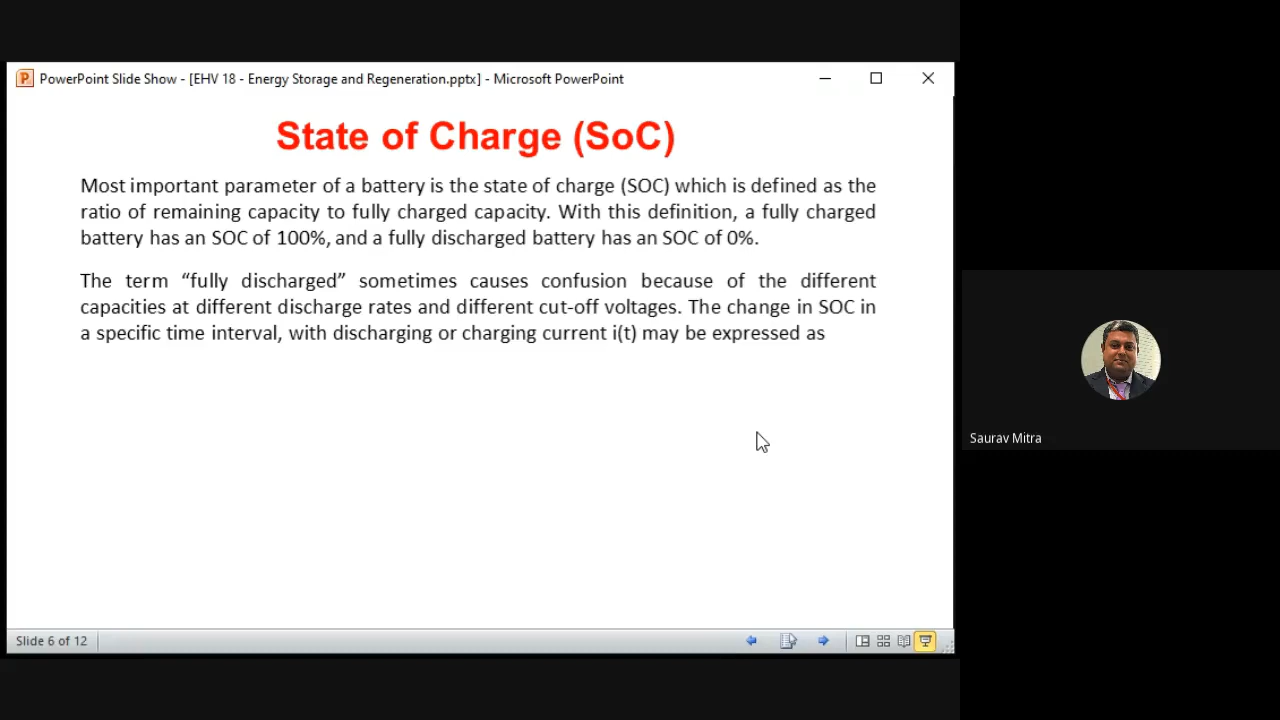 PowerPoint Slide Show - [EHV 18 - Energy Storage and Regeneration.pptx] - Microsoft PowerPoint
State of Charge (SoC)
Most important parameter of a battery is the state of charge (SOC) which is defined as the
ratio of remaining capacity to fully charged capacity. With this definition, a fully charged
battery has an SOC of 100%, and a fully discharged battery has an SOC of 0%.
The term “fully discharged” sometimes causes confusion because of the different
capacities at different discharge rates and different cut-off voltages. The change in SOC in
a specific time interval, with discharging or charging current i(t) may be expressed as
Saurav Mitra
Slide 6 of 12